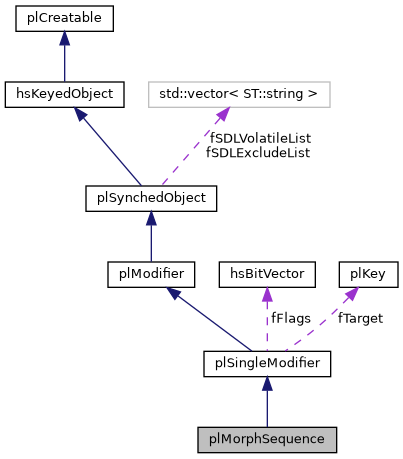 plCreatable
hsKeyedObject
std::vector< ST::string >
fSDLVolatileList
fSDLExcludeList
plSynchedObject
plModifier
hsBitVector
plKey
fFlags
fTarget
plSingleModifier
plMorphSequence